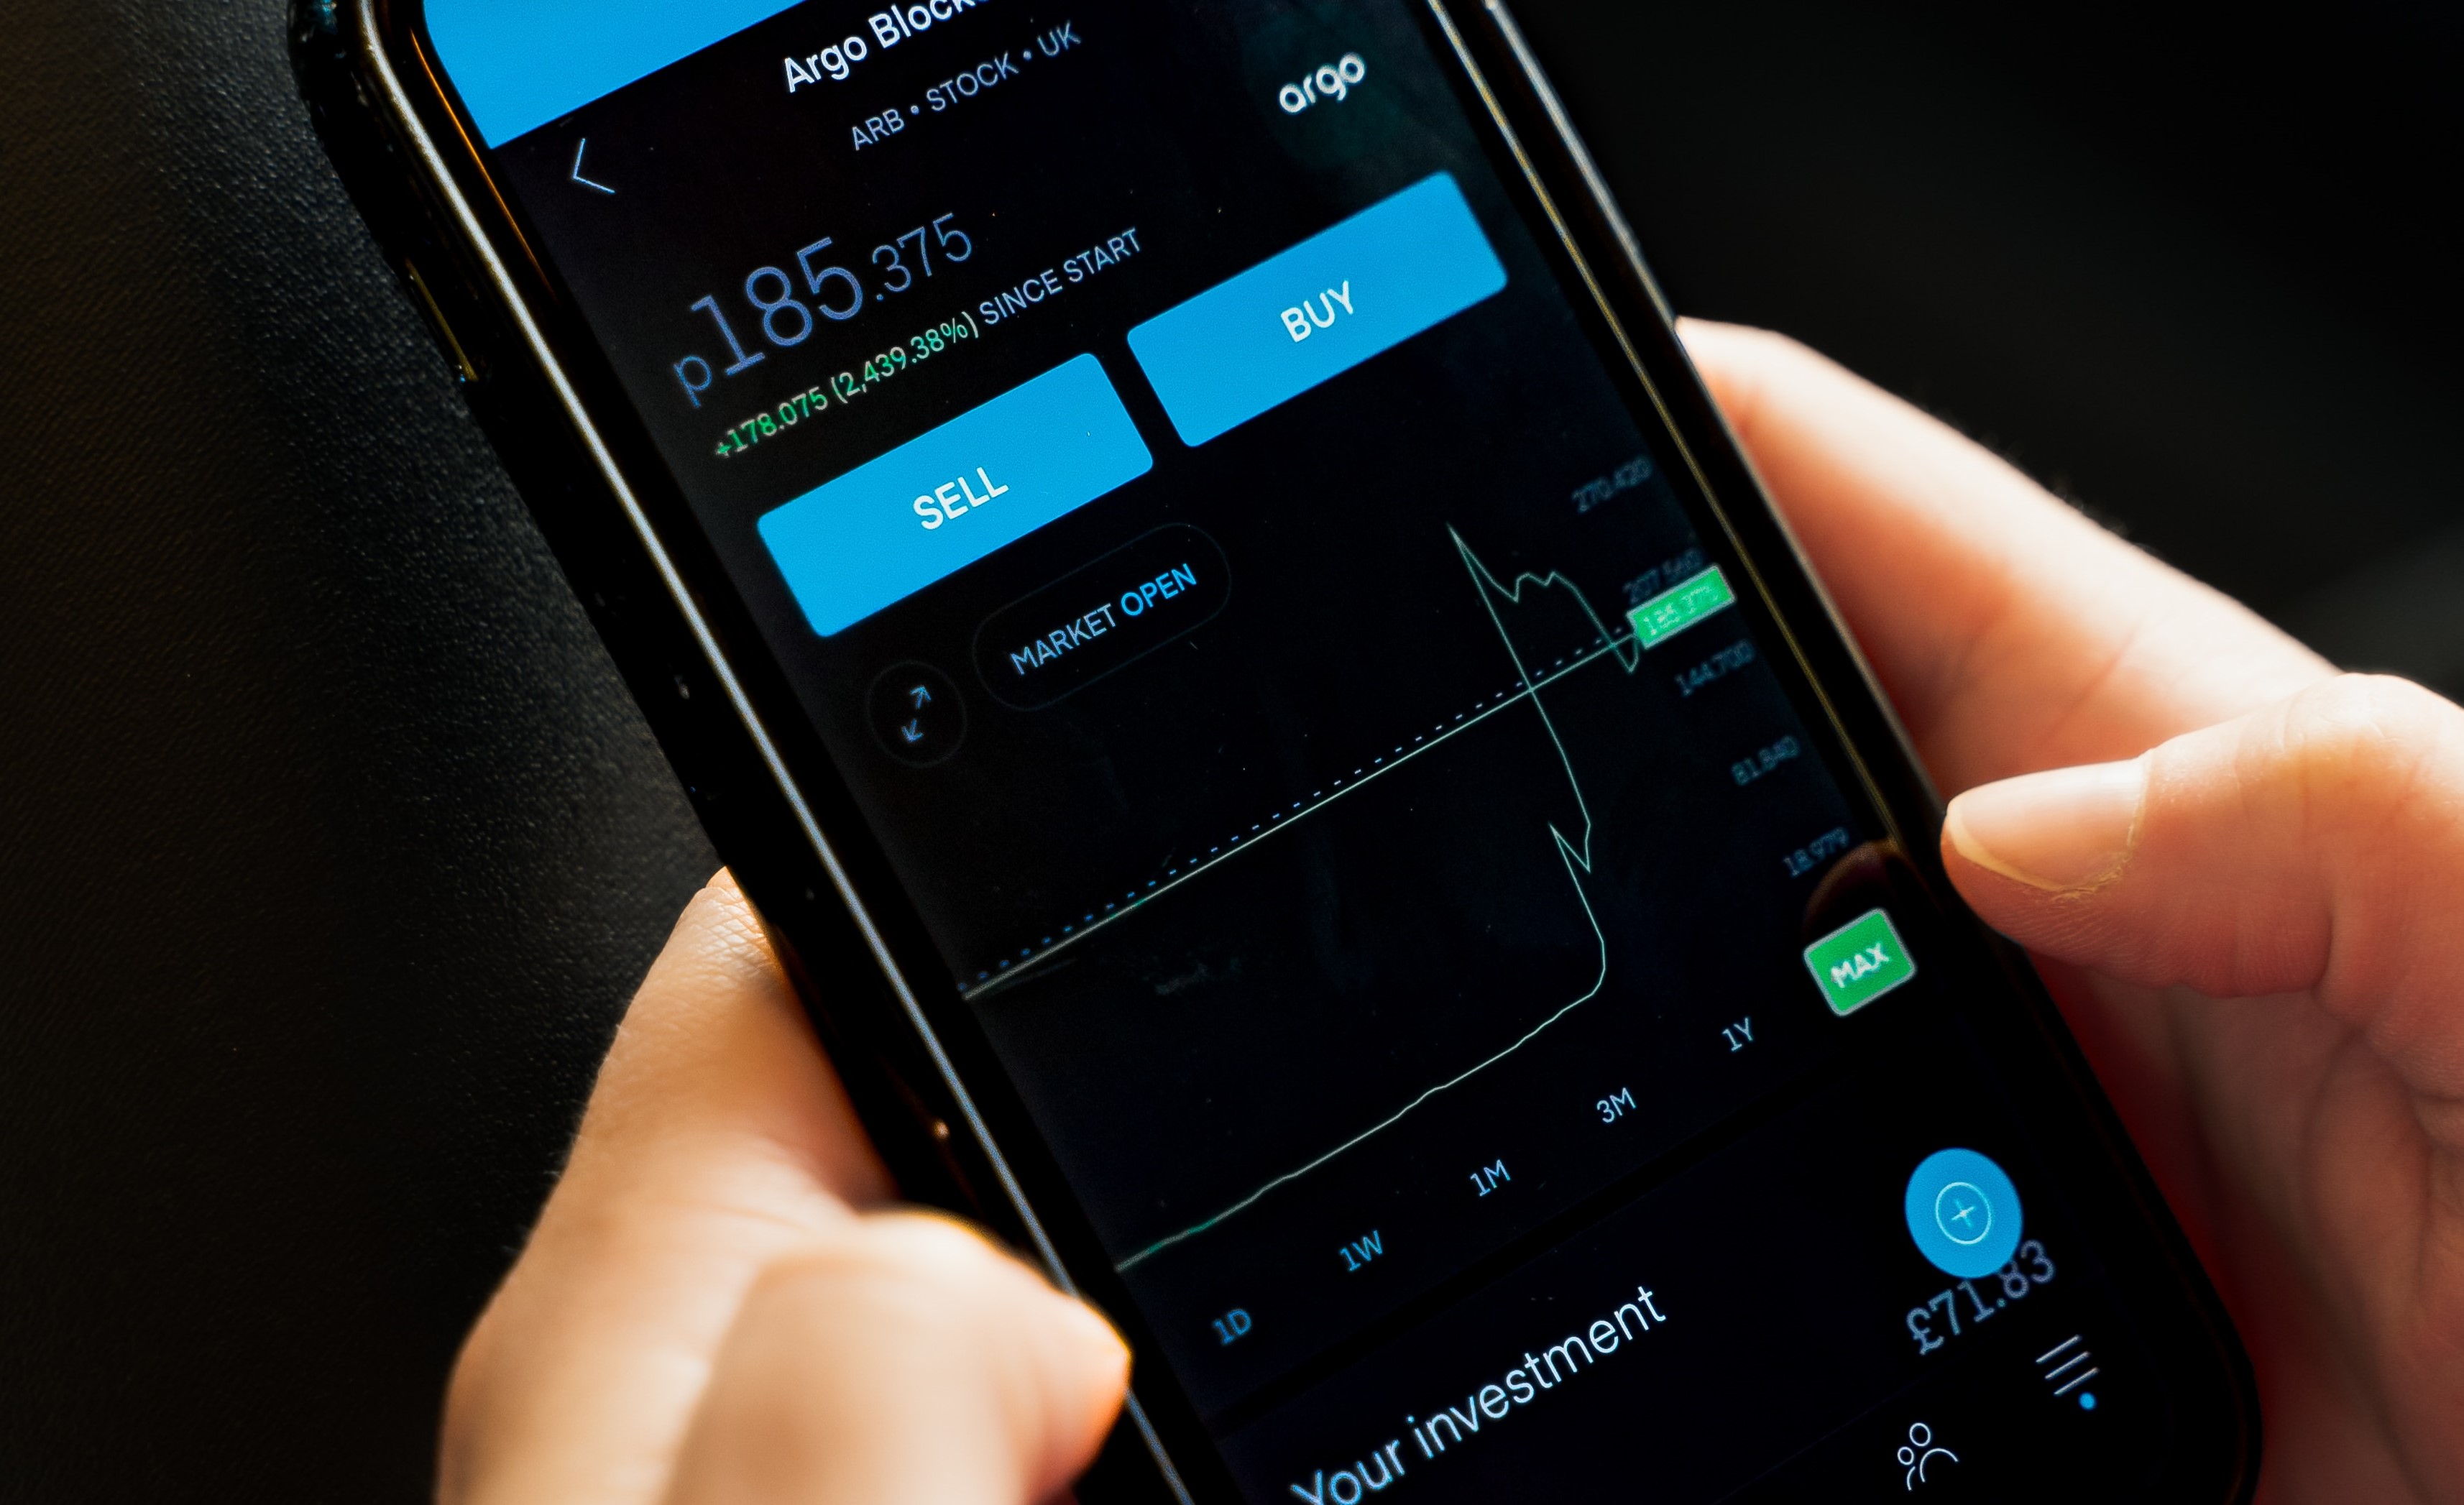 Argo Block
ARB • STOCK • UK
argo
p185.375
+178.075 (2,439.38%) SINCE START
SELL
BUY
MARKET OPEN
270.420
207.560
185.375
144.700
81.840
18.979
1D
1W
1M
3M
1Y
MAX
Your investment
£71.83